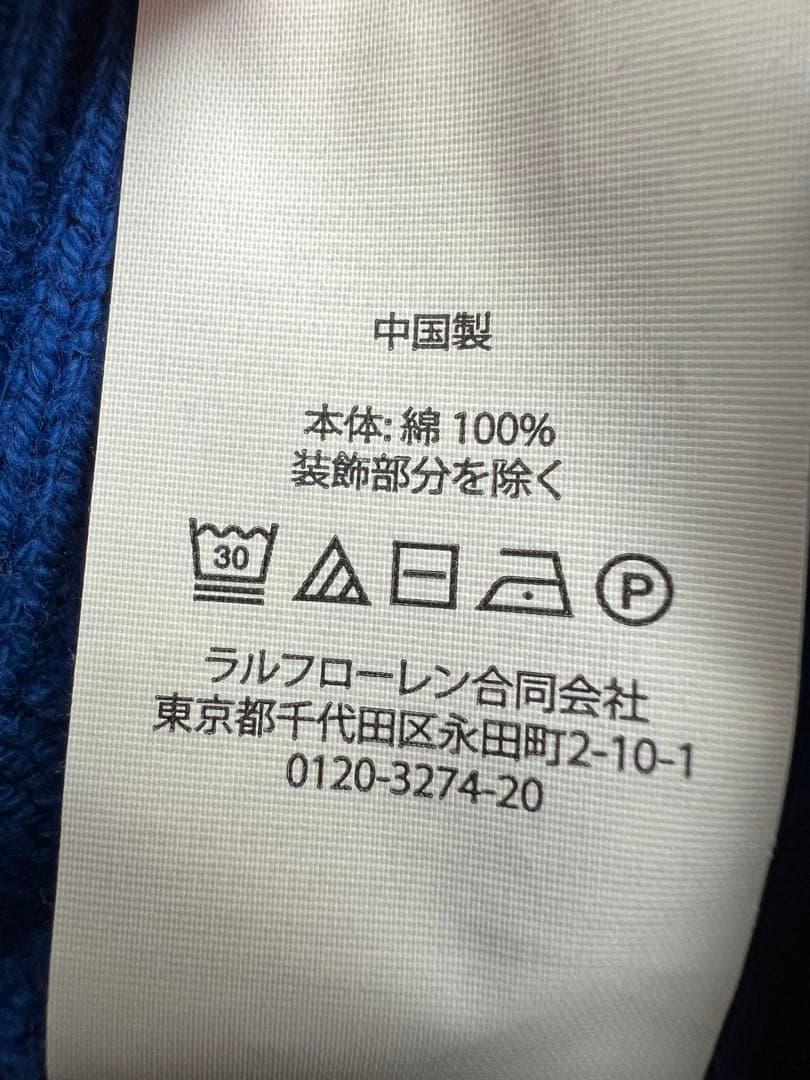 中国製
本体: 綿 100%
装飾部分を除く
30 P
ラルフローレン合同会社
東京都千代田区永田町2-10-1
0120-3274-20